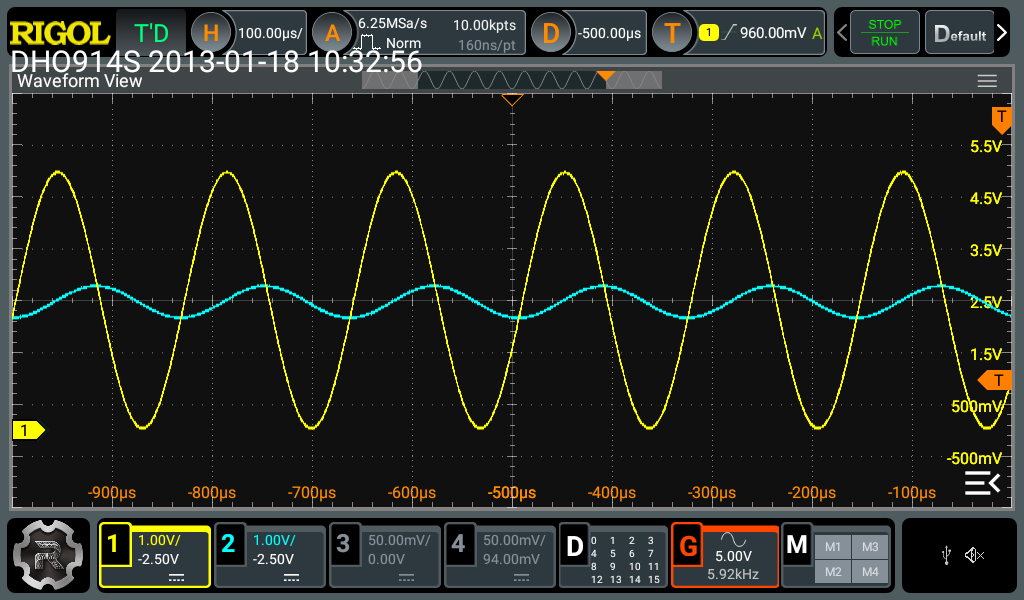 RIGOL T'D H 100.00µs/ A 6.25MSa/s 10.00kpts D -500.00µs T 1 960.00mV A STOP Default
Norm 160ns/pt RUN
DHO914S 2013-01-18 10:32:56
Waveform View
T
5.5V
4.5V
3.5V
2.5V
1.5V
T
500mV
1
-500mV
-900µs -800µs -700µs -600µs -500µs -400µs -300µs -200µs -100µs
R
1 1.00V/ -2.50V
2 1.00V/ -2.50V
3 50.00mV/ 0.00V
4 50.00mV/ 94.00mV
D 0 1 2 3
4 5 6 7
8 9 10 11
12 13 14 15
G 5.00V 5.92kHz
M M1 M3
M2 M4